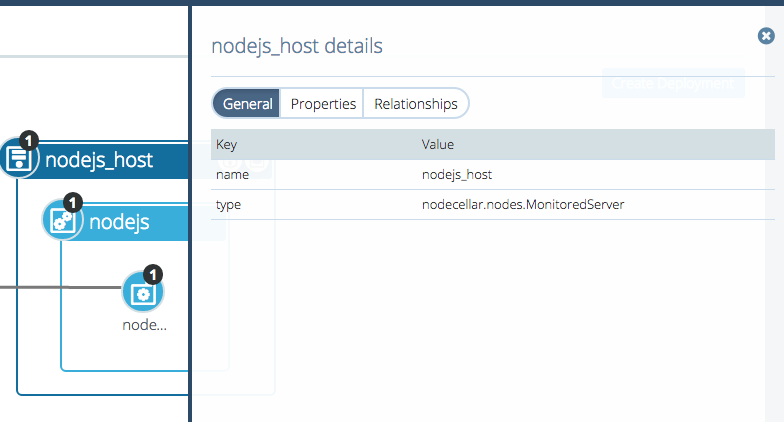 nodejs_host details
Create Deployment
General Properties Relationships
Key Value
name nodejs_host
type nodecellar.nodes.MonitoredServer
1
nodejs_host
1
nodejs
1
node...